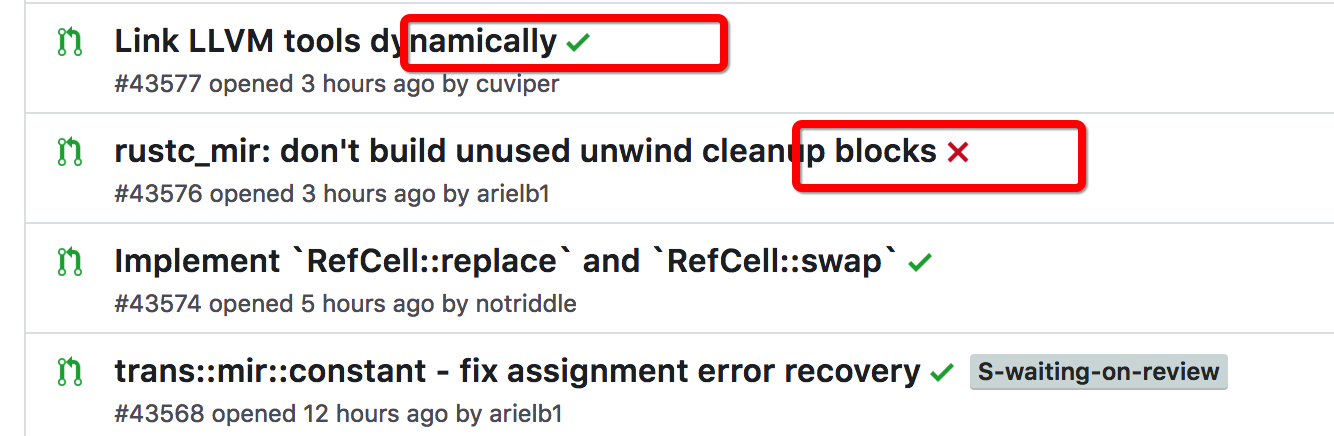 Link LLVM tools dynamically
#43577 opened 3 hours ago by cuviper
rustc_mir: don't build unused unwind cleanup blocks
#43576 opened 3 hours ago by arielb1
Implement `RefCell::replace` and `RefCell::swap`
#43574 opened 5 hours ago by notriddle
trans::mir::constant - fix assignment error recovery S-waiting-on-review
#43568 opened 12 hours ago by arielb1